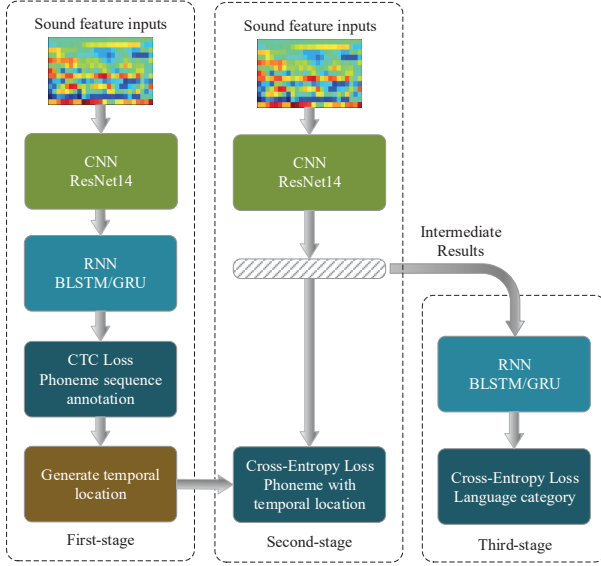 Sound feature inputs
CNN
ResNet14
RNN
BLSTM/GRU
CTC Loss
Phoneme sequence
annotation
Generate temporal
location
First-stage
Sound feature inputs
CNN
ResNet14
Cross-Entropy Loss
Phoneme with
temporal location
Second-stage
Intermediate
Results
RNN
BLSTM/GRU
Cross-Entropy Loss
Language category
Third-stage